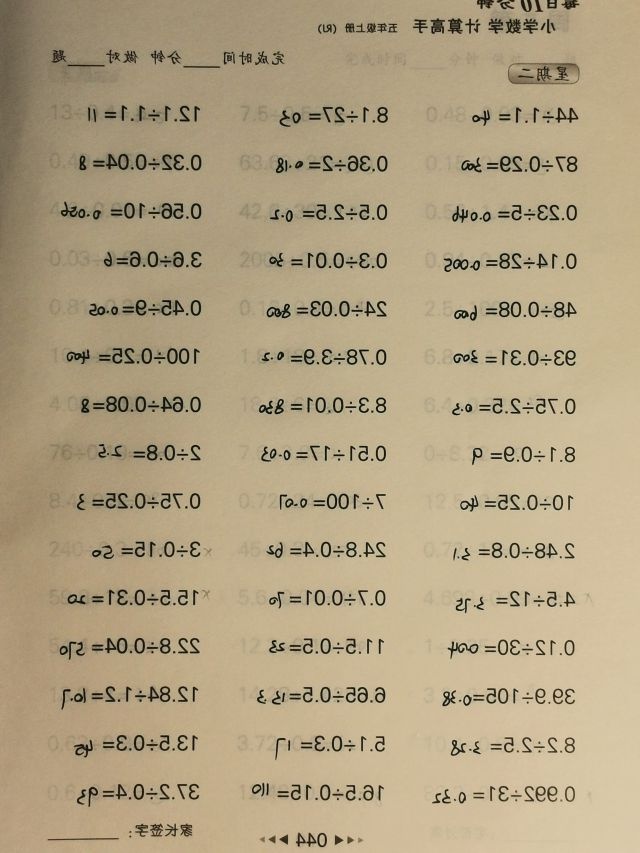 每日10分钟
小学数学 计算高手 五年级上册 (RJ)
星期二 完成时间____分钟 做对____题
44÷1.1=40 8.1÷27=0.3 12.1÷1.1=11
87÷0.29=300 0.36÷2=0.18 0.32÷0.04=8
0.23÷5=0.046 0.5÷2.5=0.2 0.56÷10=0.056
0.14÷28=0.005 0.3÷0.01=30 3.6÷0.6=6
48÷0.08=600 24÷0.03=800 0.45÷9=0.05
93÷0.31=300 0.78÷3.9=0.2 100÷0.25=400
0.75÷2.5=0.3 8.3÷0.01=830 0.64÷0.08=8
8.1÷0.9=9 0.51÷17=0.03 2÷0.8=2.5
10÷0.25=40 7÷100=0.07 0.75÷0.25=3
2.48÷0.8=3.1 24.8÷0.4=62 3÷0.15=50
4.5÷12=3.75 0.7÷0.01=70 15.5÷0.31=20
0.12÷30=0.004 11.5÷0.5=23 22.8÷0.04=570
39.9÷105=0.38 6.65÷0.5=13.3 12.84÷1.2=10.7
8.2÷2.5=3.28 5.1÷0.3=17 13.5÷0.3=45
0.992÷31=0.32 16.5÷0.15=110 37.2÷0.4=93
044 家长签字：____